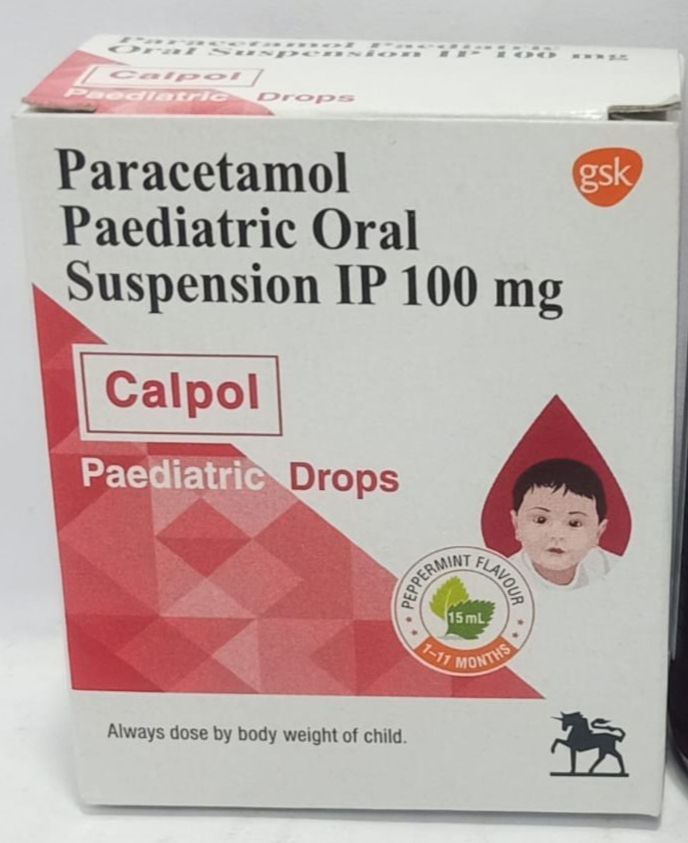 Paracetamol Paediatric
Oral Suspension IP 100 mg
Calpol
Paediatric Drops
Paracetamol
Paediatric Oral
Suspension IP 100 mg
gsk
Calpol
Paediatric Drops
PEPPERMINT FLAVOUR
15 mL
1–11 MONTHS
Always dose by body weight of child.